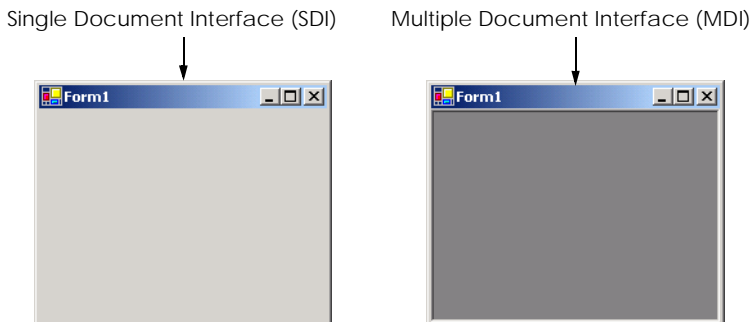 Single Document Interface (SDI)
Multiple Document Interface (MDI)
Form1
Form1